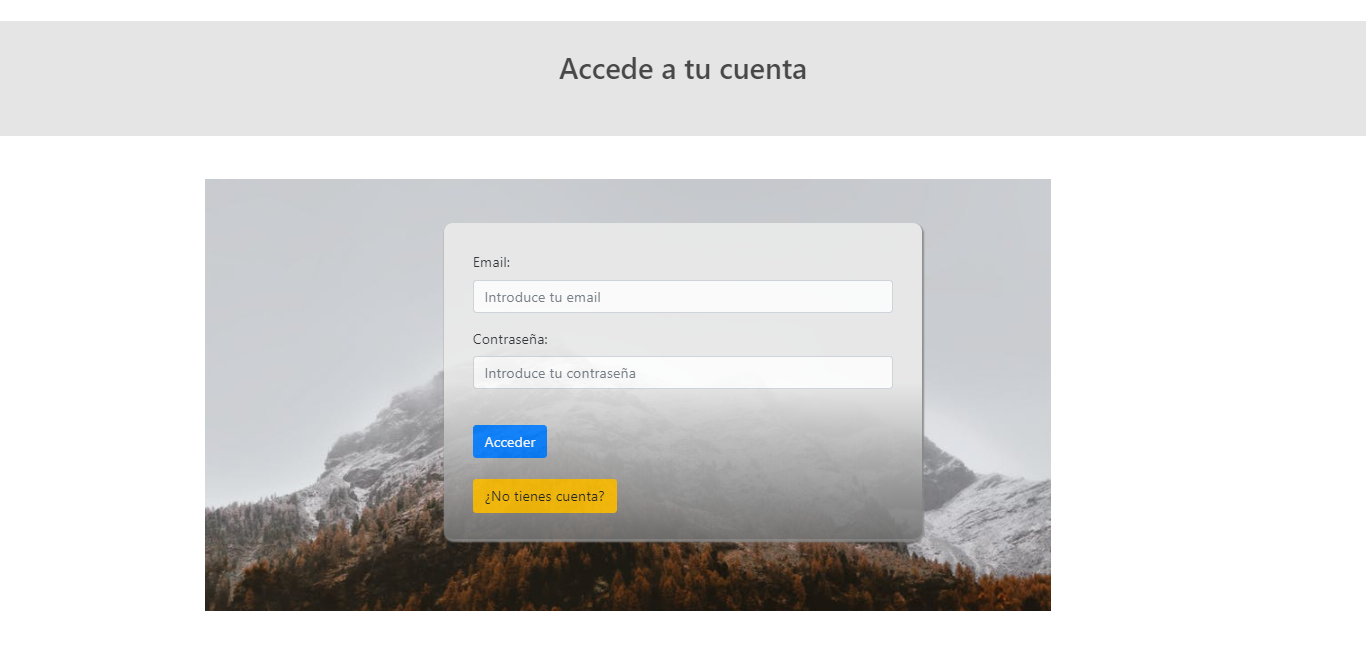 Accede a tu cuenta
Email:
Introduce tu email
Contraseña:
Introduce tu contraseña
Acceder
¿No tienes cuenta?